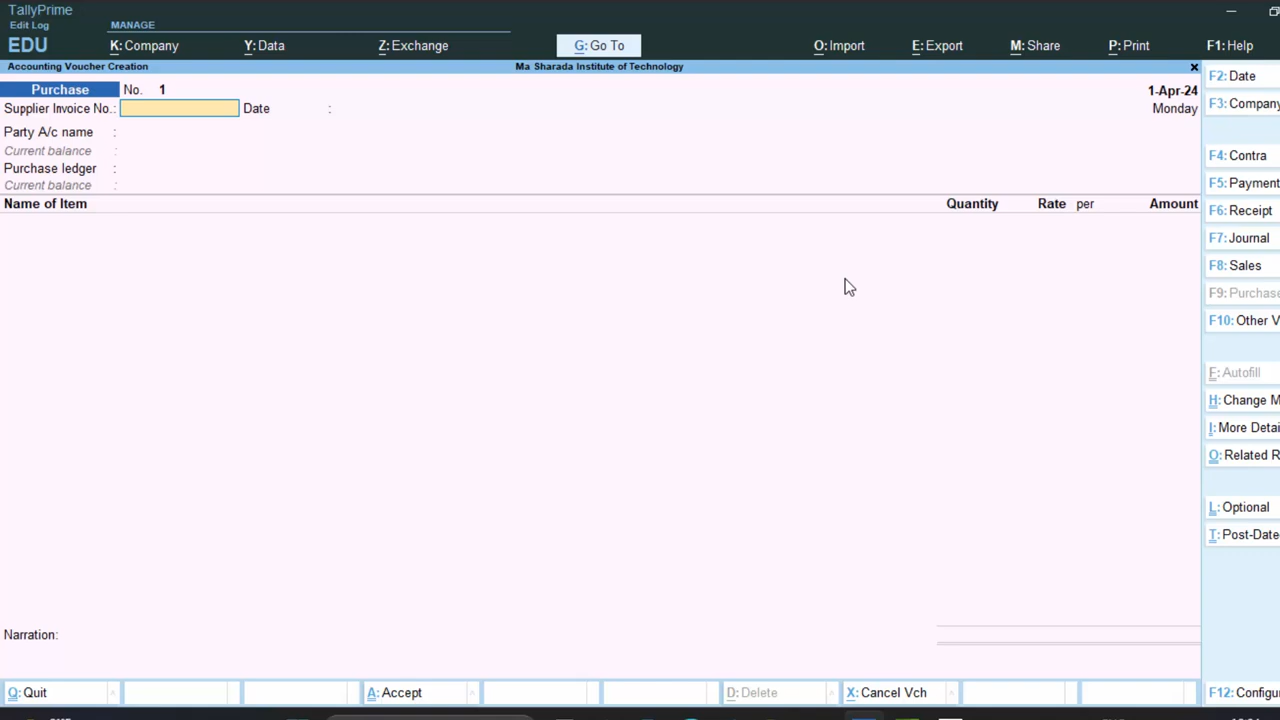 TallyPrime
Edit Log
EDU
MANAGE
K: Company
Y: Data
Z: Exchange
G: Go To
O: Import
E: Export
M: Share
P: Print
F1: Help
Accounting Voucher Creation
Ma Sharada Institute of Technology
Purchase No. 1
1-Apr-24
Supplier Invoice No.: Date :
Monday
Party A/c name :
Current balance :
Purchase ledger :
Current balance :
Name of Item Quantity Rate per Amount
Narration:
Q: Quit
A: Accept
D: Delete
X: Cancel Vch
F2: Date
F3: Company
F4: Contra
F5: Payment
F6: Receipt
F7: Journal
F8: Sales
F9: Purchase
F10: Other V
F: Autofill
H: Change M
I: More Detai
O: Related R
L: Optional
T: Post-Date
F12: Configu